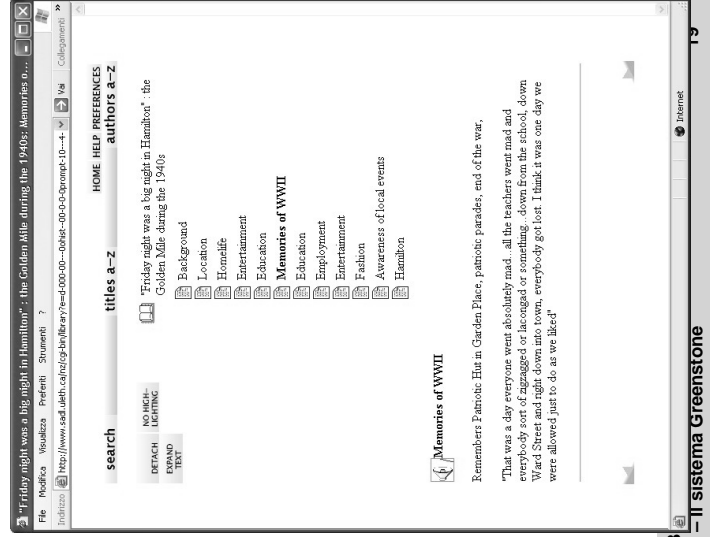 "Friday night was a big night in Hamilton" : the Golden Mile during the 1940s: Memories o...
File Modifica Visualizza Preferiti Strumenti ?
Indirizzo http://www.sadl.uleth.ca/nz/cgi-bin/library?e=d-000-00---0ohist--00-0-0-0prompt-10---4- Vai Collegamenti »
HOME HELP PREFERENCES
search titles a–z authors a–z
DETACH
NO HIGH–
LIGHTING
EXPAND
TEXT
"Friday night was a big night in Hamilton" : the
Golden Mile during the 1940s
Background
Location
Homelife
Entertainment
Education
Memories of WWII
Education
Employment
Entertainment
Fashion
Awareness of local events
Hamilton
Memories of WWII
Remembers Patriotic Hut in Garden Place, patriotic parades, end of the war,
"That was a day everyone went absolutely mad...all the teachers went mad and
everybody sort of zigzagged or lacongad or something...down from the school, down
Ward Street and right down into town, everybody got lost. I think it was one day we
were allowed just to do as we liked"
Internet
– Il sistema Greenstone
19